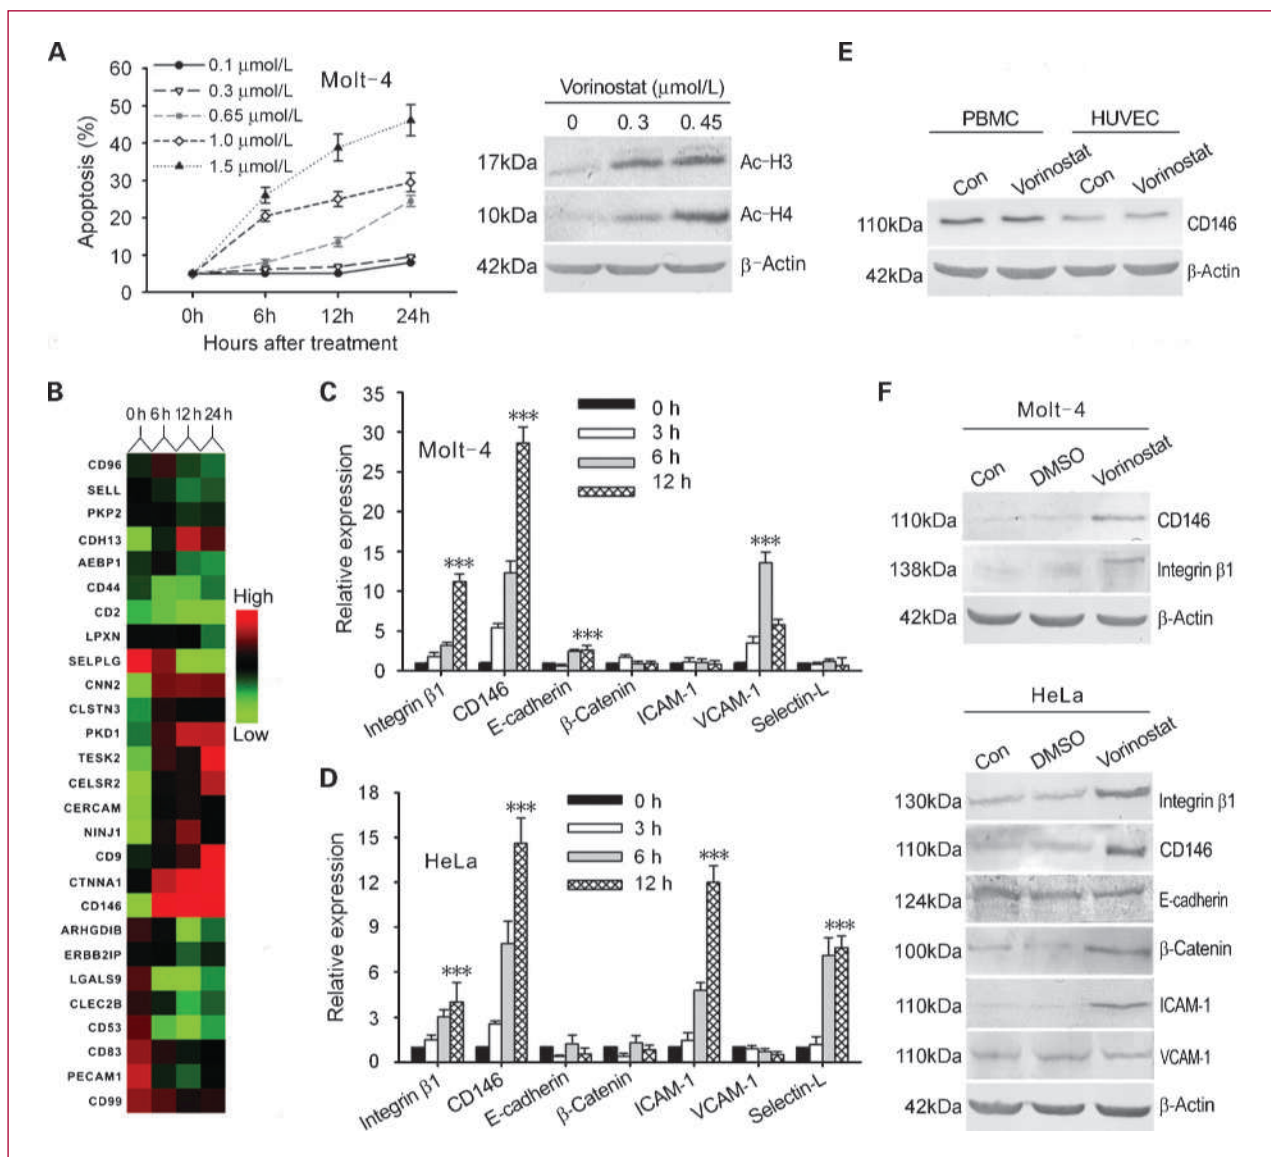 A
60
50
40
30
20
10
0
Apoptosis (%)
0.1 μmol/L
0.3 μmol/L
0.65 μmol/L
1.0 μmol/L
1.5 μmol/L
Molt-4
0h 6h 12h 24h
Hours after treatment
Vorinostat (μmol/L)
0 0.3 0.45
17kDa Ac-H3
10kDa Ac-H4
42kDa β-Actin
E
PBMC HUVEC
Con Vorinostat Con Vorinostat
110kDa CD146
42kDa β-Actin
B
0h 6h 12h 24h
CD96
SELL
PKP2
CDH13
AEBP1
CD44
CD2
LPXN
SELPLG
CNN2
CLSTN3
PKD1
TESK2
CELSR2
CERCAM
NINJ1
CD9
CTNNA1
CD146
ARHGDIB
ERBB2IP
LGALS9
CLEC2B
CD53
CD83
PECAM1
CD99
High
Low
C
35
30
25
20
15
10
5
0
Relative expression
Molt-4
0 h
3 h
6 h
12 h
***
***
***
***
Integrin β1 CD146 E-cadherin β-Catenin ICAM-1 VCAM-1 Selectin-L
D
18
15
12
9
6
3
0
Relative expression
HeLa
0 h
3 h
6 h
12 h
***
***
***
***
Integrin β1 CD146 E-cadherin β-Catenin ICAM-1 VCAM-1 Selectin-L
F
Molt-4
Con DMSO Vorinostat
110kDa CD146
138kDa Integrin β1
42kDa β-Actin
HeLa
Con DMSO Vorinostat
130kDa Integrin β1
110kDa CD146
124kDa E-cadherin
100kDa β-Catenin
110kDa ICAM-1
110kDa VCAM-1
42kDa β-Actin